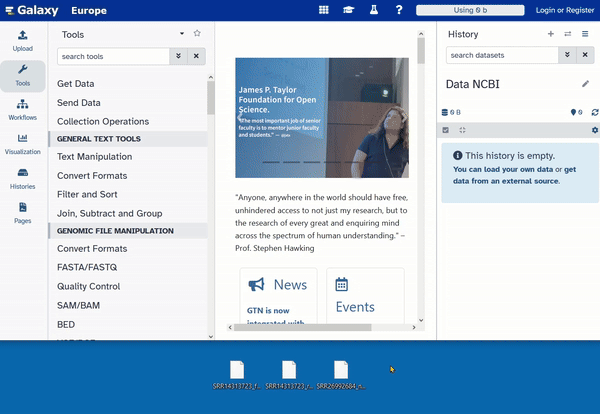 Galaxy Europe Using 0 b Login or Register
Upload
Tools
Workflows
Visualization
Histories
Pages
Tools
search tools
Get Data
Send Data
Collection Operations
GENERAL TEXT TOOLS
Text Manipulation
Convert Formats
Filter and Sort
Join, Subtract and Group
GENOMIC FILE MANIPULATION
Convert Formats
FASTA/FASTQ
Quality Control
SAM/BAM
BED
James P. Taylor
Foundation for Open
Science.
"The most important job of senior
faculty is to mentor junior faculty
and students." —
"Anyone, anywhere in the world should have free,
unhindered access to not just my research, but to
the research of every great and enquiring mind
across the spectrum of human understanding." –
Prof. Stephen Hawking
News
GTN is now
integrated with
Events
History
search datasets
Data NCBI
0 B 0
This history is empty.
You can load your own data or get
data from an external source.
SRR14313723_f... SRR14313723_r... SRR26992684_n...